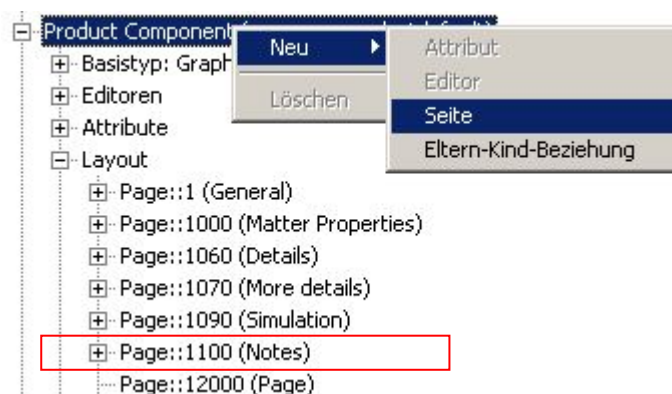 Product Component
Neu
Attribut
Basistyp: Graph
Editor
Editoren
Löschen
Seite
Attribute
Eltern-Kind-Beziehung
Layout
Page::1 (General)
Page::1000 (Matter Properties)
Page::1060 (Details)
Page::1070 (More details)
Page::1090 (Simulation)
Page::1100 (Notes)
Page::12000 (Page)